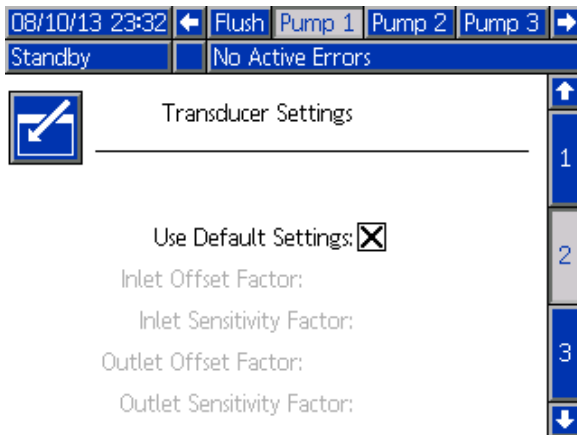 08/10/13 23:32 Flush Pump 1 Pump 2 Pump 3
Standby No Active Errors
Transducer Settings
1
Use Default Settings:
2
Inlet Offset Factor:
Inlet Sensitivity Factor:
Outlet Offset Factor:
3
Outlet Sensitivity Factor: